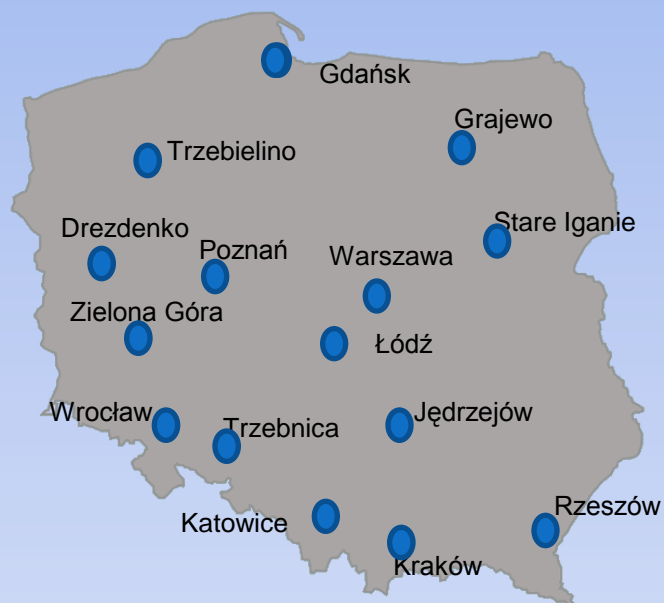 Gdańsk
Grajewo
Trzebielino
Stare Iganie
Drezdenko
Poznań
Warszawa
Zielona Góra
Łódź
Wrocław
Trzebnica
Jędrzejów
Rzeszów
Katowice
Kraków